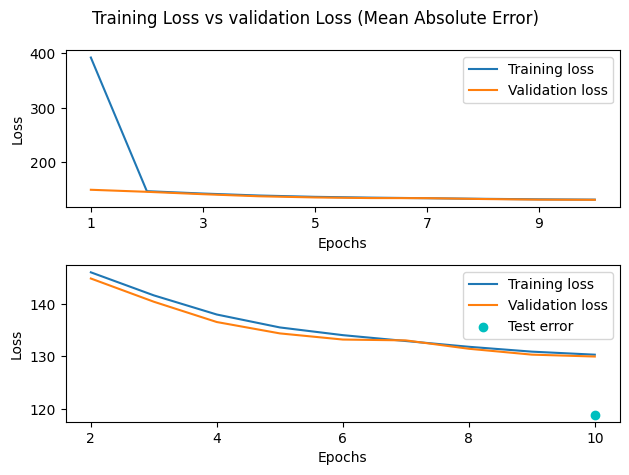 Training Loss vs validation Loss (Mean Absolute Error)
400
300
200
Loss
Training loss
Validation loss
1 3 5 7 9
Epochs
140
130
120
Loss
Training loss
Validation loss
Test error
2 4 6 8 10
Epochs